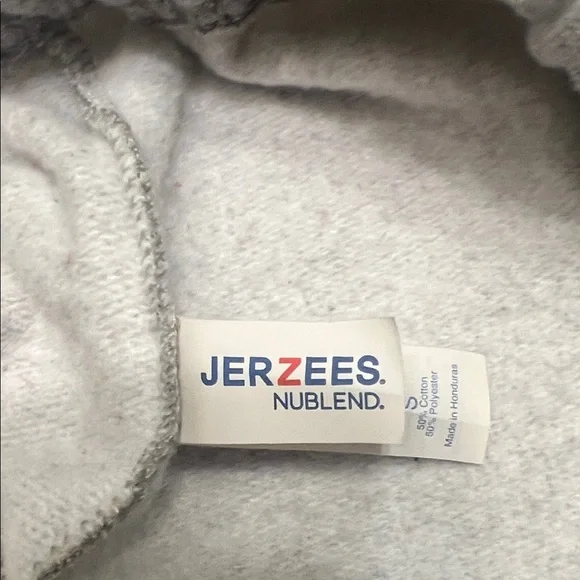 JERZEES.
NUBLEND.
S
50% Cotton
50% Polyester
Made in Honduras